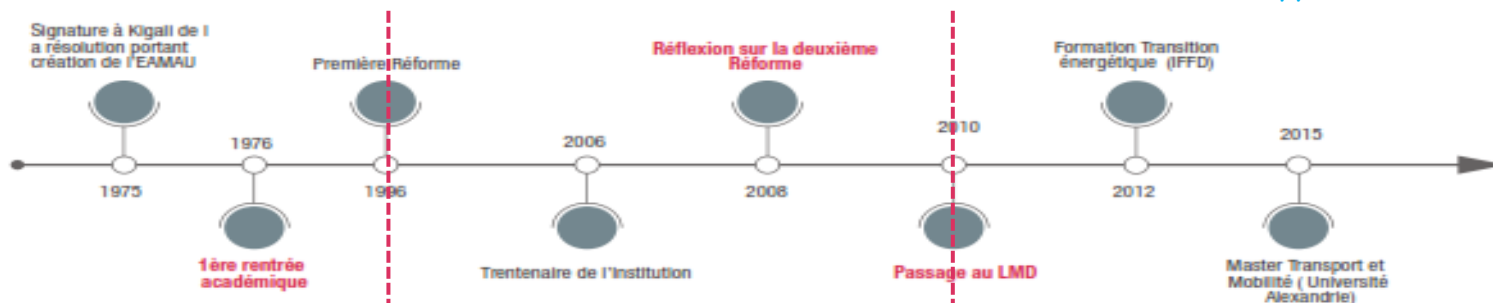 Signature à Kigali de l
a résolution portant
création de l'EAMAU
Première Réforme
Réflexion sur la deuxième
Réforme
Formation Transition
énergétique (IFFD)
1976
2006
2010
2015
1975
1996
2008
2012
1ère rentrée
académique
Trentenaire de l'Institution
Passage au LMD
Master Transport et
Mobilité ( Université
Alexandrie)